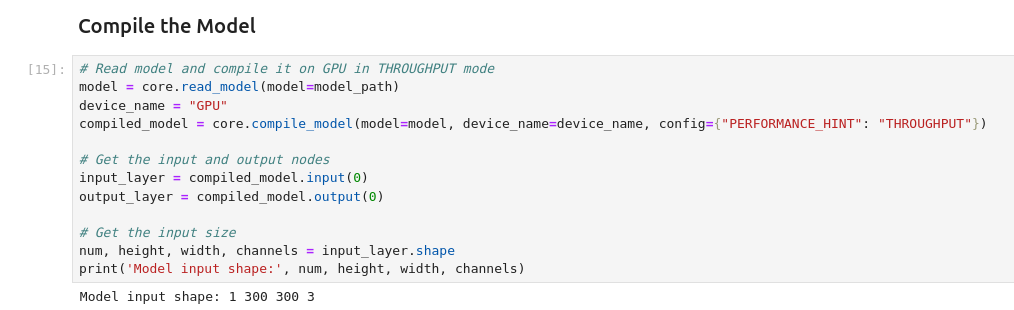 Compile the Model
[15]:
# Read model and compile it on GPU in THROUGHPUT mode
model = core.read_model(model=model_path)
device_name = "GPU"
compiled_model = core.compile_model(model=model, device_name=device_name, config={"PERFORMANCE_HINT": "THROUGHPUT"})
# Get the input and output nodes
input_layer = compiled_model.input(0)
output_layer = compiled_model.output(0)
# Get the input size
num, height, width, channels = input_layer.shape
print('Model input shape:', num, height, width, channels)
Model input shape: 1 300 300 3